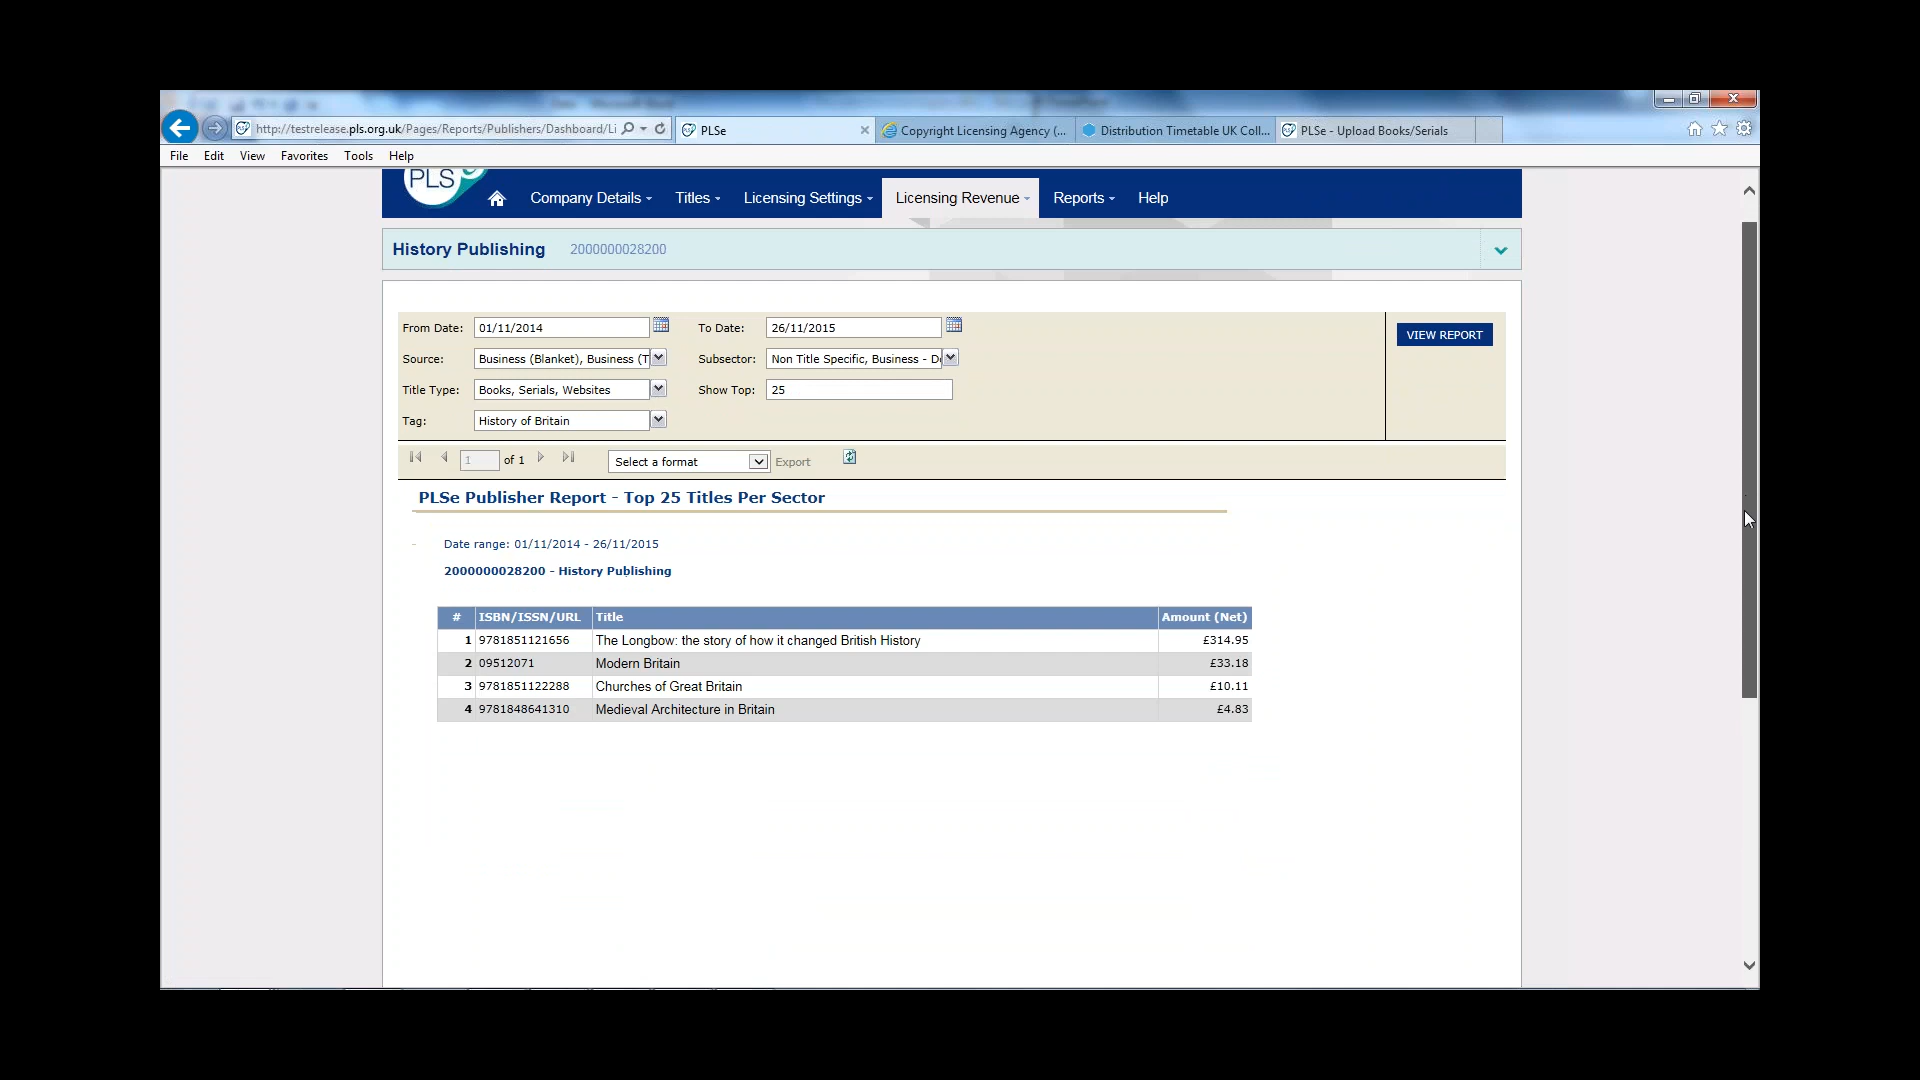 http://testrelease.pls.org.uk/Pages/Reports/Publishers/Dashboard/Li
PLSe
Copyright Licensing Agency (...
Distribution Timetable UK Coll...
PLSe - Upload Books/Serials
File Edit View Favorites Tools Help
PLS
Company Details Titles Licensing Settings Licensing Revenue Reports Help
History Publishing 2000000028200
From Date: 01/11/2014 To Date: 26/11/2015 VIEW REPORT
Source: Business (Blanket), Business (T Subsector: Non Title Specific, Business - D
Title Type: Books, Serials, Websites Show Top: 25
Tag: History of Britain
1 of 1 Select a format Export
PLSe Publisher Report - Top 25 Titles Per Sector
Date range: 01/11/2014 - 26/11/2015
2000000028200 - History Publishing
# ISBN/ISSN/URL Title Amount (Net)
1 9781851121656 The Longbow: the story of how it changed British History £314.95
2 09512071 Modern Britain £33.18
3 9781851122288 Churches of Great Britain £10.11
4 9781848641310 Medieval Architecture in Britain £4.83